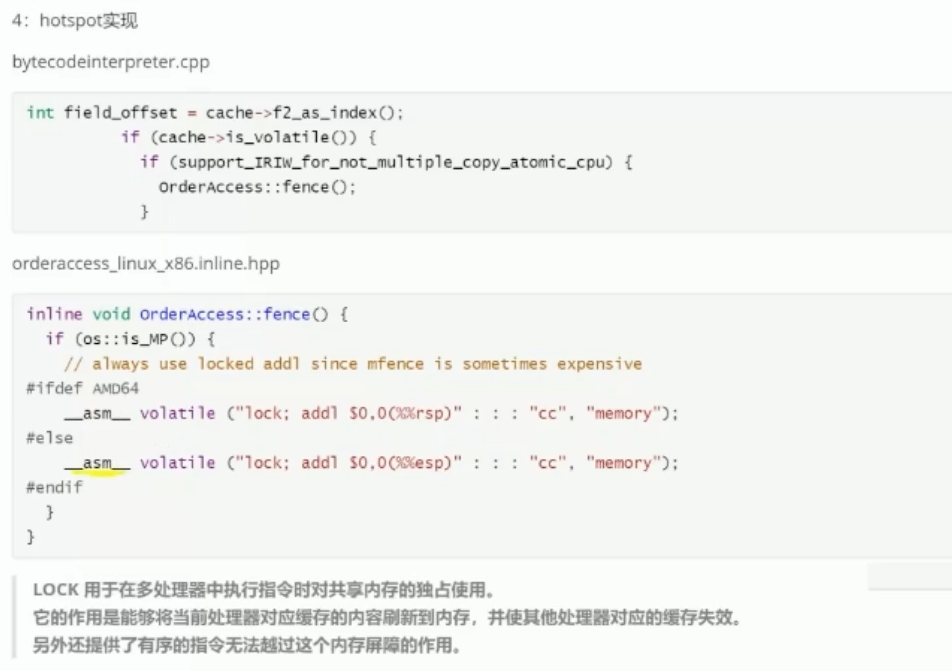 4：hotspot实现
bytecodeinterpreter.cpp
int field_offset = cache->f2_as_index();
if (cache->is_volatile()) {
if (support_IRIW_for_not_multiple_copy_atomic_cpu) {
OrderAccess::fence();
}
orderaccess_linux_x86.inline.hpp
inline void OrderAccess::fence() {
if (os::is_MP()) {
// always use locked addl since mfence is sometimes expensive
#ifdef AMD64
__asm__ volatile ("lock; addl $0,0(%%rsp)" : : : "cc", "memory");
#else
__asm__ volatile ("lock; addl $0,0(%%esp)" : : : "cc", "memory");
#endif
}
}
LOCK 用于在多处理器中执行指令时对共享内存的独占使用。
它的作用是能够将当前处理器对应缓存的内容刷新到内存，并使其他处理器对应的缓存失效。
另外还提供了有序的指令无法越过这个内存屏障的作用。